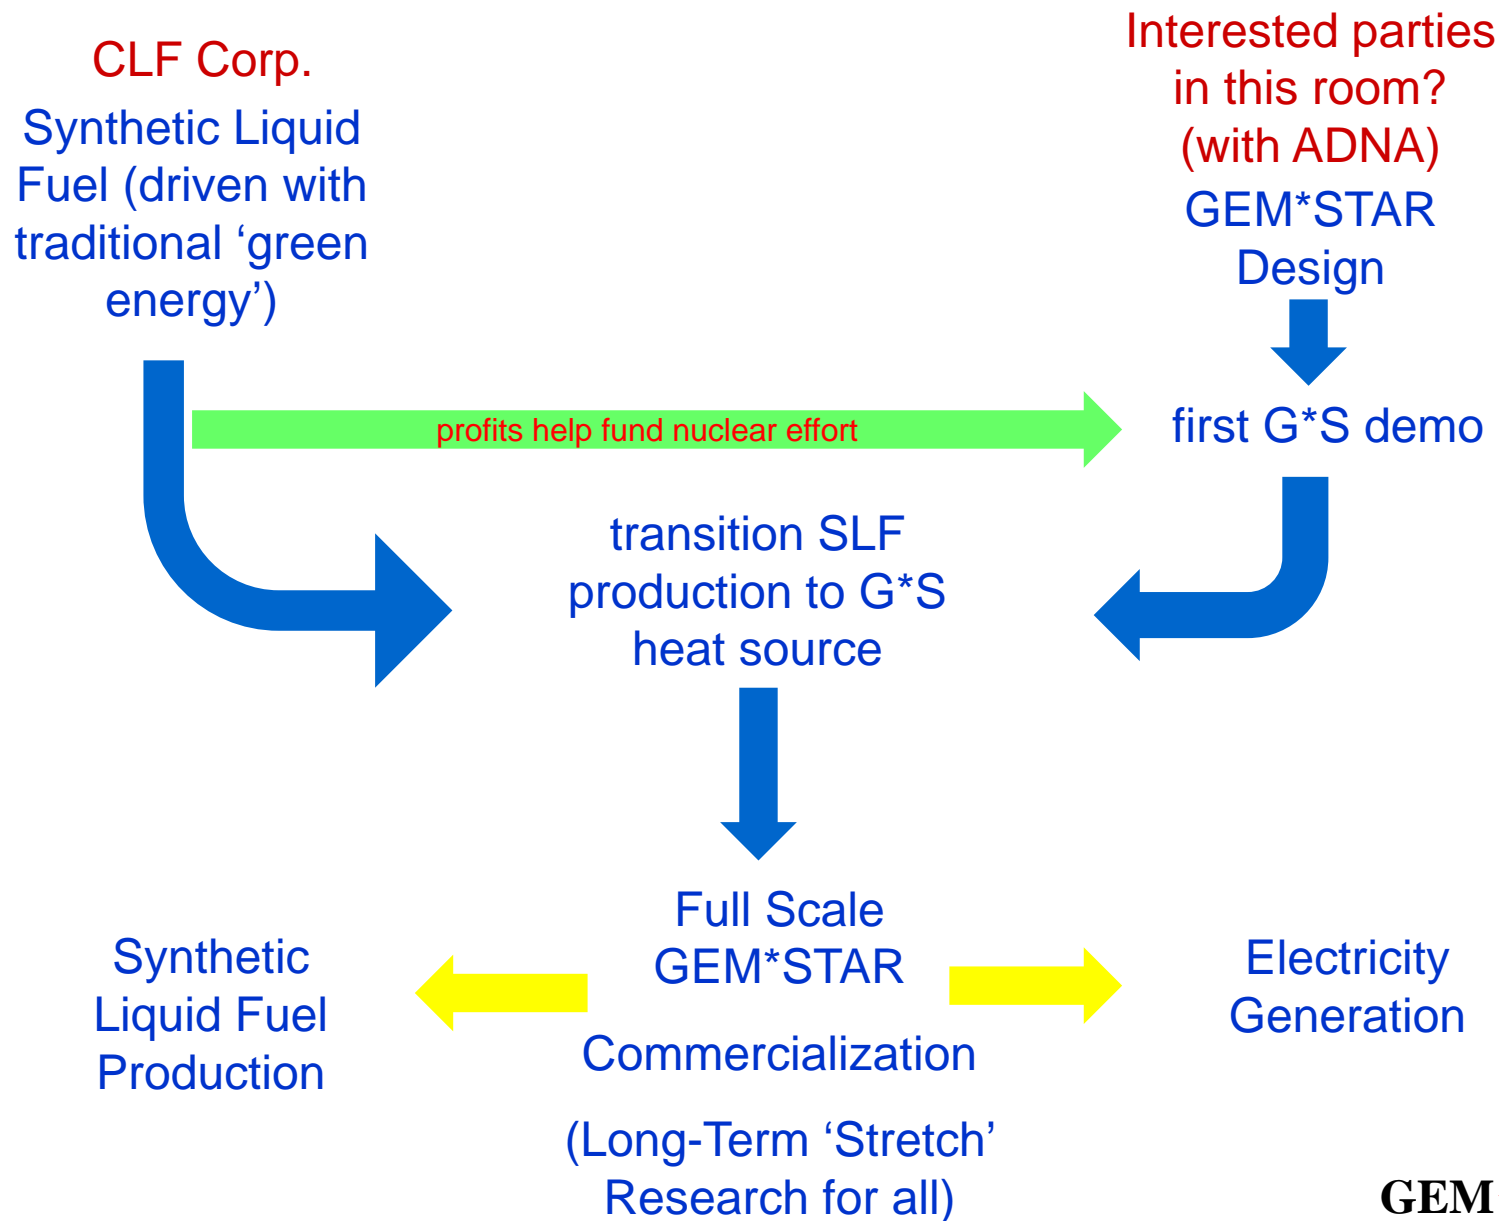 CLF Corp.
Synthetic Liquid
Fuel (driven with
traditional ‘green
energy’)
Interested parties
in this room?
(with ADNA)
GEM*STAR
Design
profits help fund nuclear effort
first G*S demo
transition SLF
production to G*S
heat source
Full Scale
GEM*STAR
Commercialization
(Long-Term ‘Stretch’
Research for all)
Synthetic
Liquid Fuel
Production
Electricity
Generation
GEM